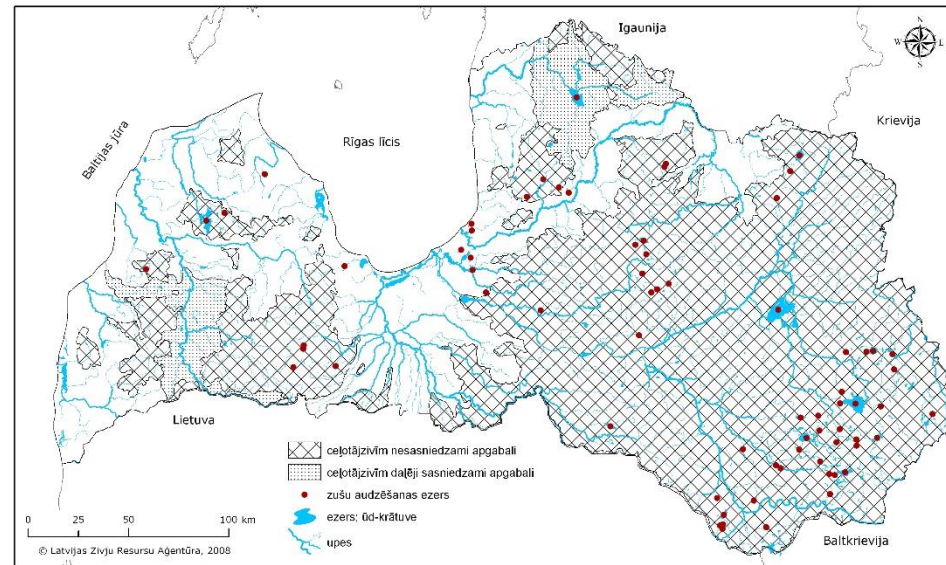 Igaunija
N
W E
S
Krievija
Rīgas līcis
Baltijas jūra
Lietuva
ceļotājzivīm nesasniedzami apgabali
ceļotājzivīm daļēji sasniedzami apgabali
zušu audzēšanas ezers
ezers; ūd-krātuve
upes
0 25 50 100 km
© Latvijas Zivju Resursu Aģentūra, 2008
Baltkrievija